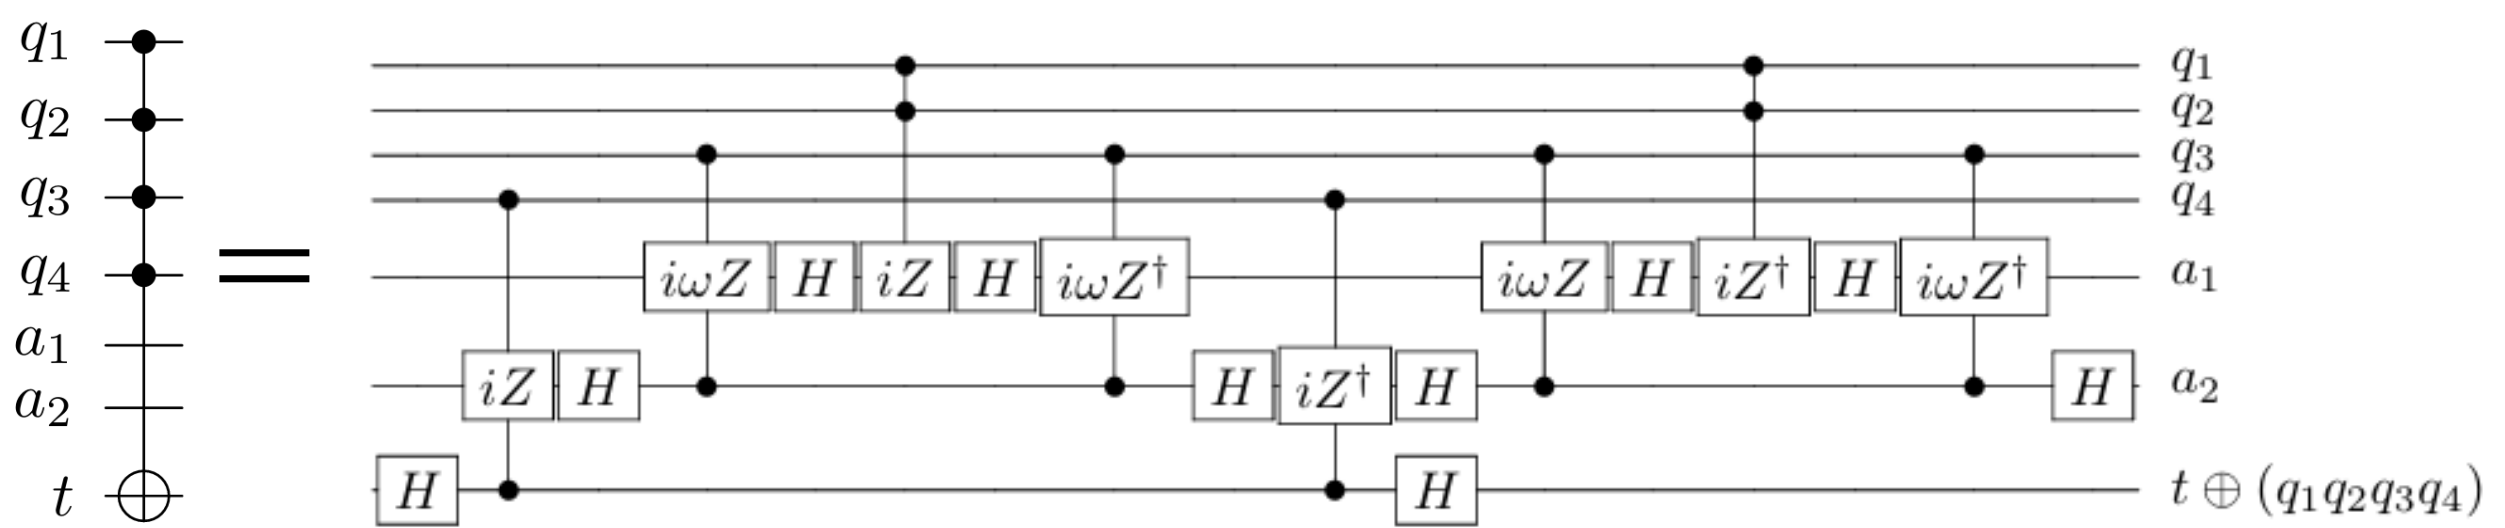 q₁
q₂
q₃
q₄
a₁
a₂
t
=
H
iZ
H
iωZ
H
iZ
H
iωZ†
H
iZ†
H
H
iωZ
H
iZ†
H
iωZ†
H
q₁
q₂
q₃
q₄
a₁
a₂
t ⊕ (q₁q₂q₃q₄)